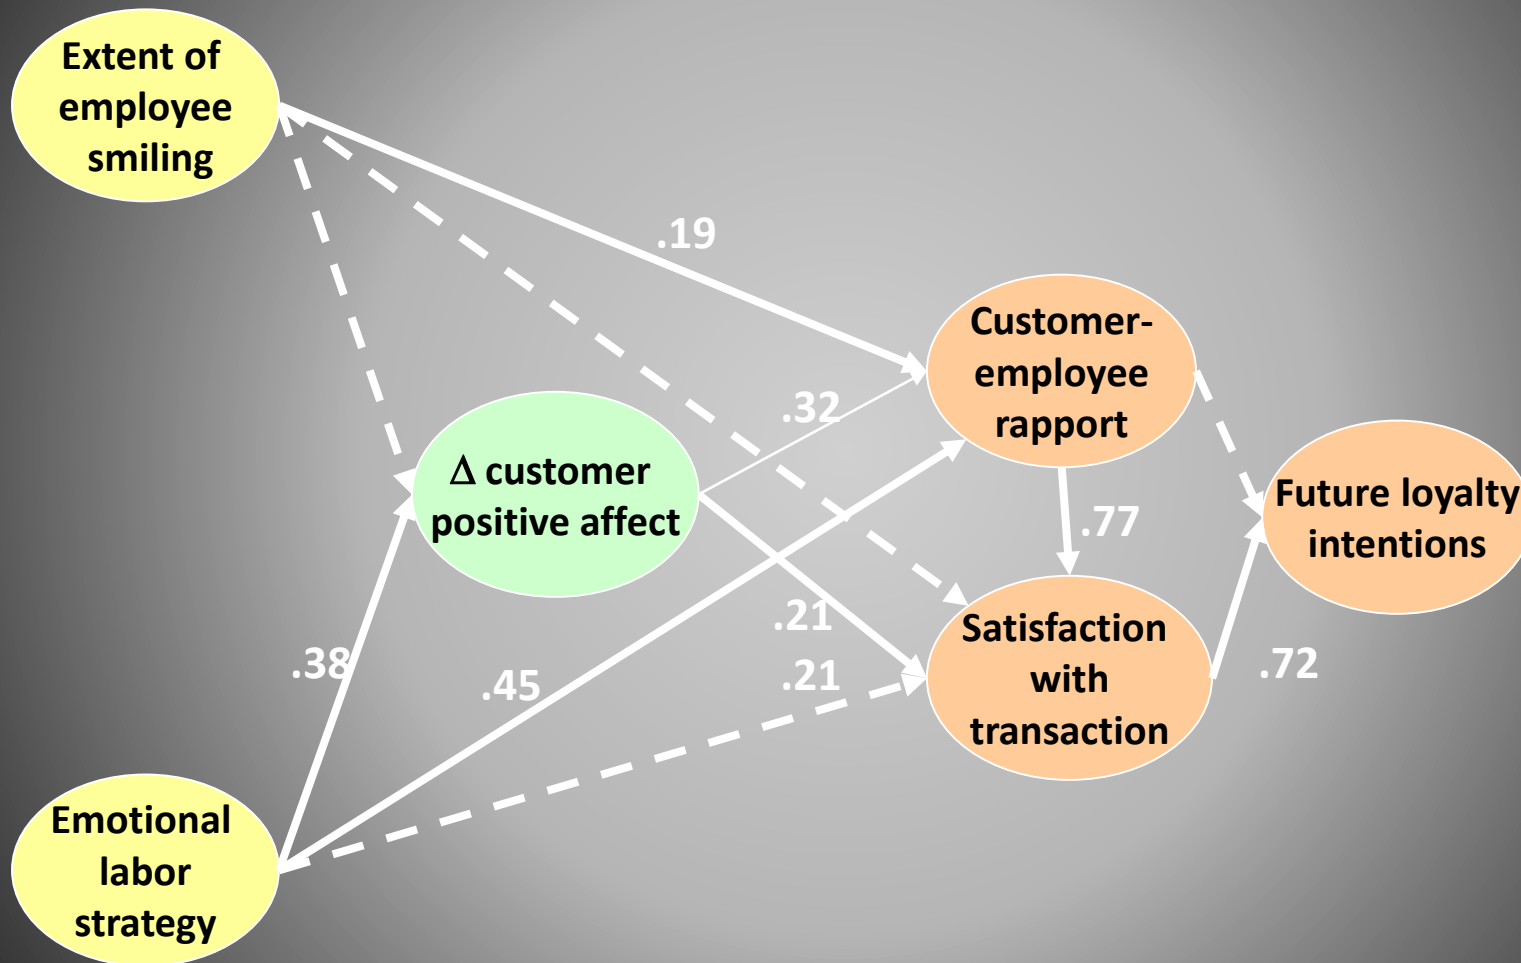 Extent of
employee
smiling
.19
Customer-
employee
rapport
.32
Δ customer
positive affect
Future loyalty
intentions
.77
.21
Satisfaction
with
transaction
.38
.45
.21
.72
Emotional
labor
strategy